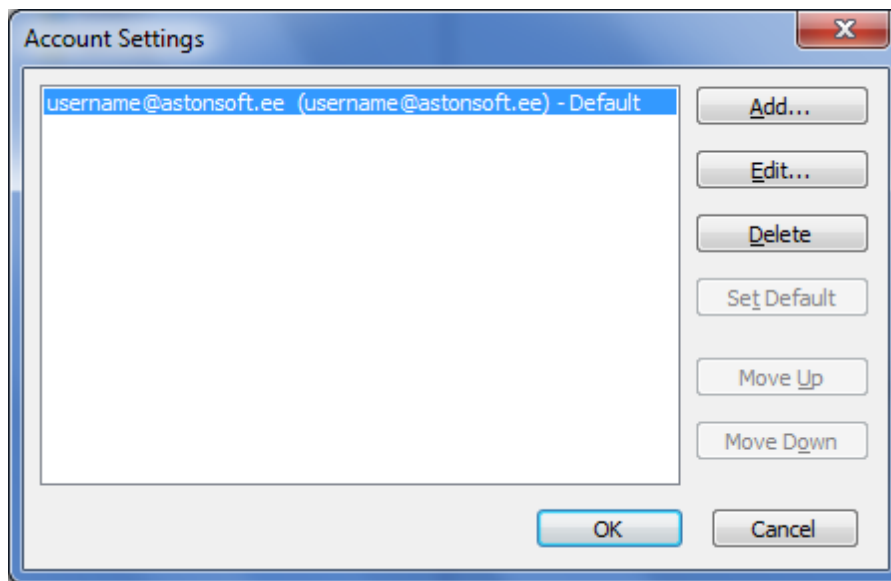 Account Settings
username@astonsoft.ee (username@astonsoft.ee) - Default
Add...
Edit...
Delete
Set Default
Move Up
Move Down
OK
Cancel